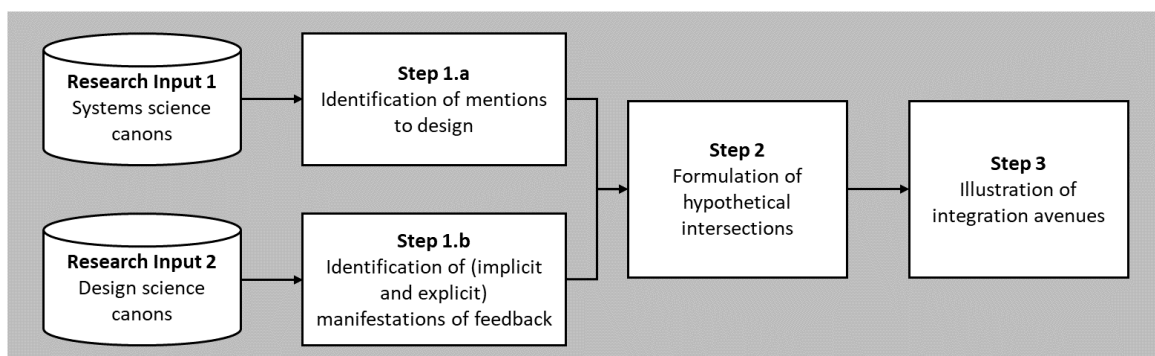 Research Input 1
Systems science
canons
Step 1.a
Identification of mentions
to design
Research Input 2
Design science
canons
Step 1.b
Identification of (implicit
and explicit)
manifestations of feedback
Step 2
Formulation of
hypothetical
intersections
Step 3
Illustration of
integration avenues